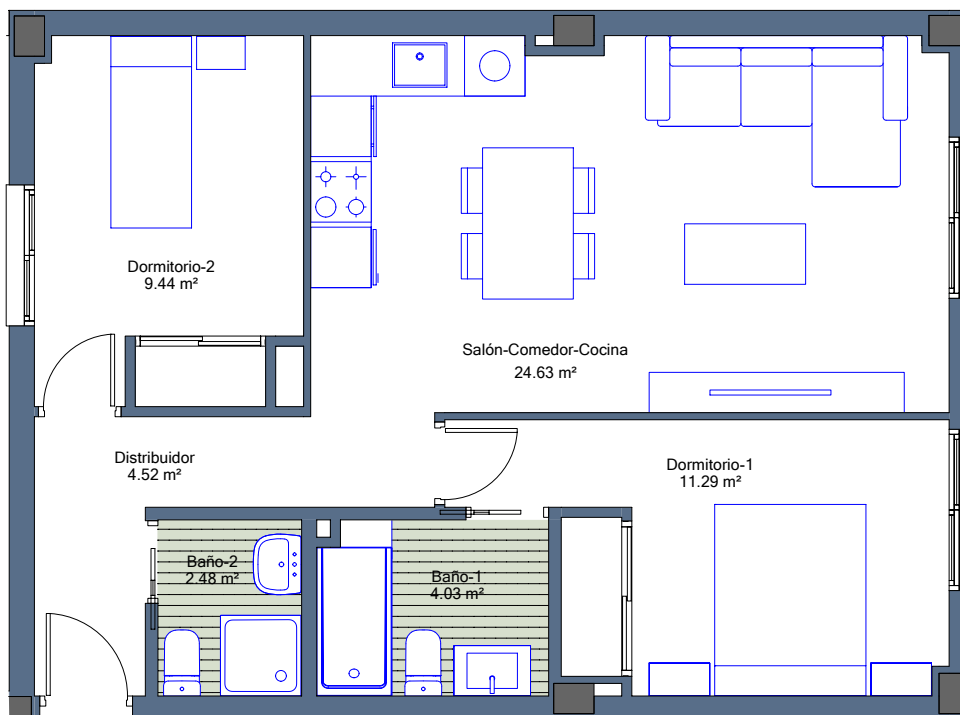 Dormitorio-2
9.44 m²
Salón-Comedor-Cocina
24.63 m²
Distribuidor
4.52 m²
Dormitorio-1
11.29 m²
Baño-2
2.48 m²
Baño-1
4.03 m²